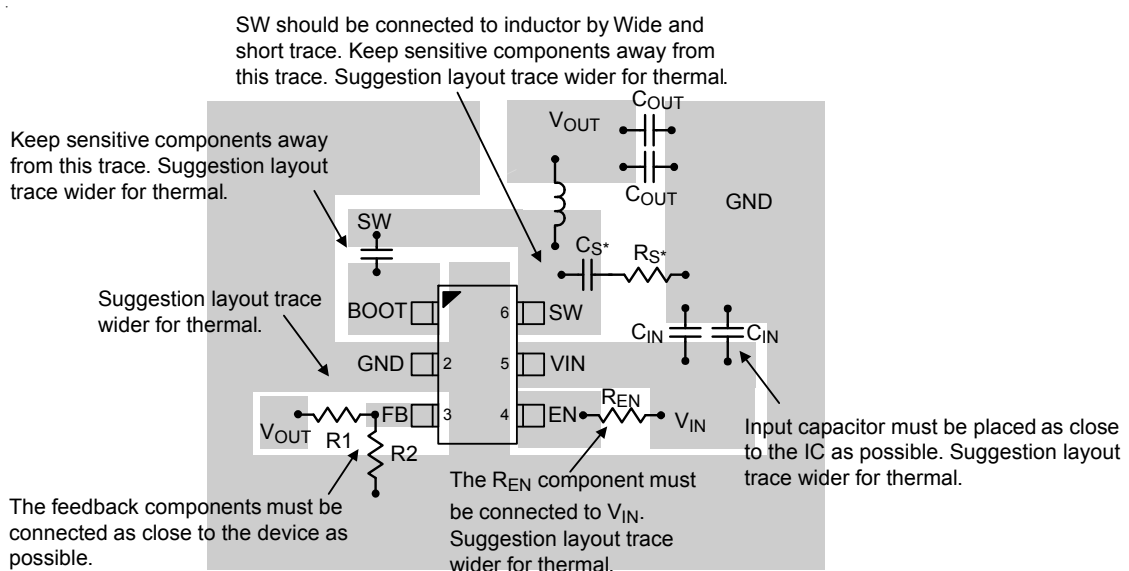 SW should be connected to inductor by Wide and
short trace. Keep sensitive components away from
this trace. Suggestion layout trace wider for thermal.
Keep sensitive components away
from this trace. Suggestion layout
trace wider for thermal.
COUT
VOUT
COUT
GND
SW
CS*
RS*
Suggestion layout trace
wider for thermal.
BOOT
6
SW
CIN
CIN
GND
2
5
VIN
REN
FB
3
4
EN
VIN
VOUT
R1
R2
Input capacitor must be placed as close
to the IC as possible. Suggestion layout
trace wider for thermal.
The REN component must
be connected to VIN.
Suggestion layout trace
wider for thermal.
The feedback components must be
connected as close to the device as
possible.